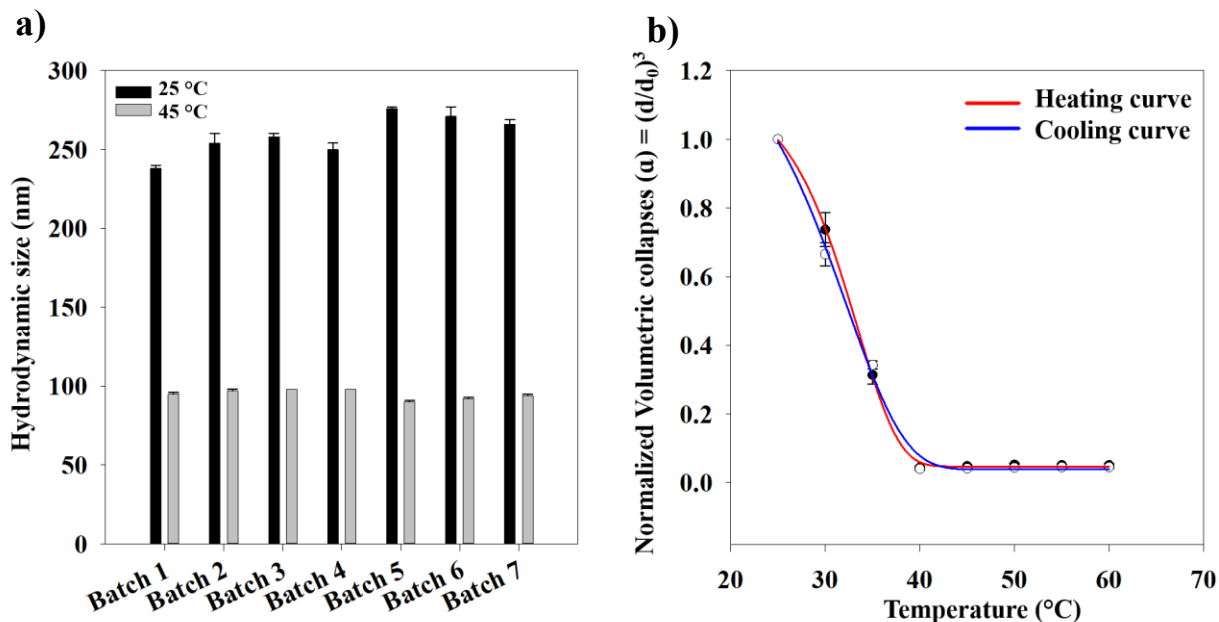 a)
300
250
200
150
100
50
0
Hydrodynamic size (nm)
25 °C
45 °C
Batch 1
Batch 2
Batch 3
Batch 4
Batch 5
Batch 6
Batch 7
b)
1.2
1.0
0.8
0.6
0.4
0.2
0.0
Normalized Volumetric collapses (α) = (d/d₀)³
Heating curve
Cooling curve
20 30 40 50 60 70
Temperature (°C)